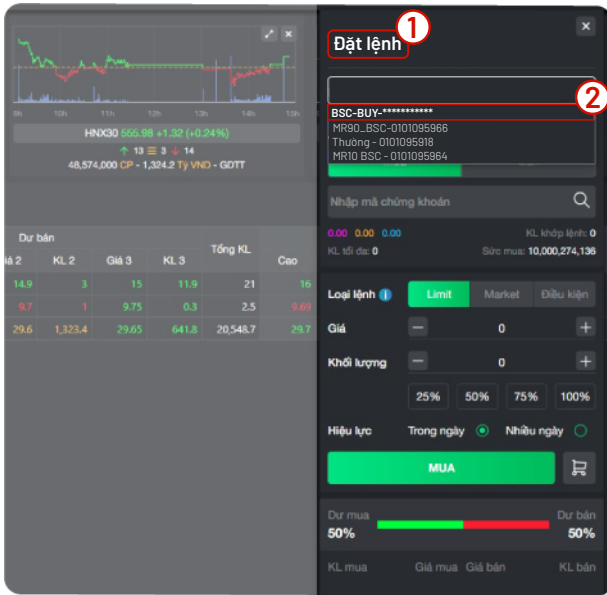 1
Đặt lệnh
2
BSC-BUY-***********
MR90_BSC-0101095966
Thường - 0101095918
MR10 BSC - 0101095964
9h 10h 11h 12h 13h 14h 15h
HNX30 555.98 +1.32 (+0.24%)
13 3 14
48,574,000 CP - 1,324.2 Tỷ VND - GDTT
Nhập mã chứng khoán
0.00 0.00 0.00 KL khớp lệnh: 0
KL tối đa: 0 Sức mua: 10,000,274,136
Dư bán Tổng KL
iá 2 KL 2 Giá 3 KL 3 Cao
14.9 3 15 11.9 21 16
9.7 1 9.75 0.3 2.5 9.69
29.6 1,323.4 29.65 641.8 20,548.7 29.7
Loại lệnh Limit Market Điều kiện
Giá 0
Khối lượng 0
25% 50% 75% 100%
Hiệu lực Trong ngày Nhiều ngày
MUA
Dư mua Dư bán
50% 50%
KL mua Giá mua Giá bán KL bán